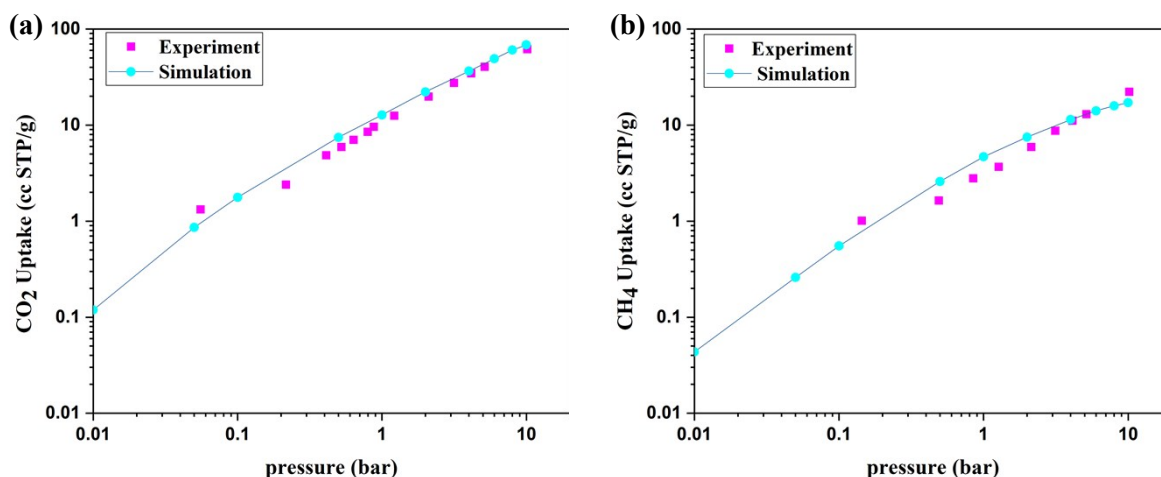 (a)
Experiment
Simulation
CO2 Uptake (cc STP/g)
100
10
1
0.1
0.01
0.01
0.1
1
10
pressure (bar)
(b)
Experiment
Simulation
CH4 Uptake (cc STP/g)
100
10
1
0.1
0.01
0.01
0.1
1
10
pressure (bar)